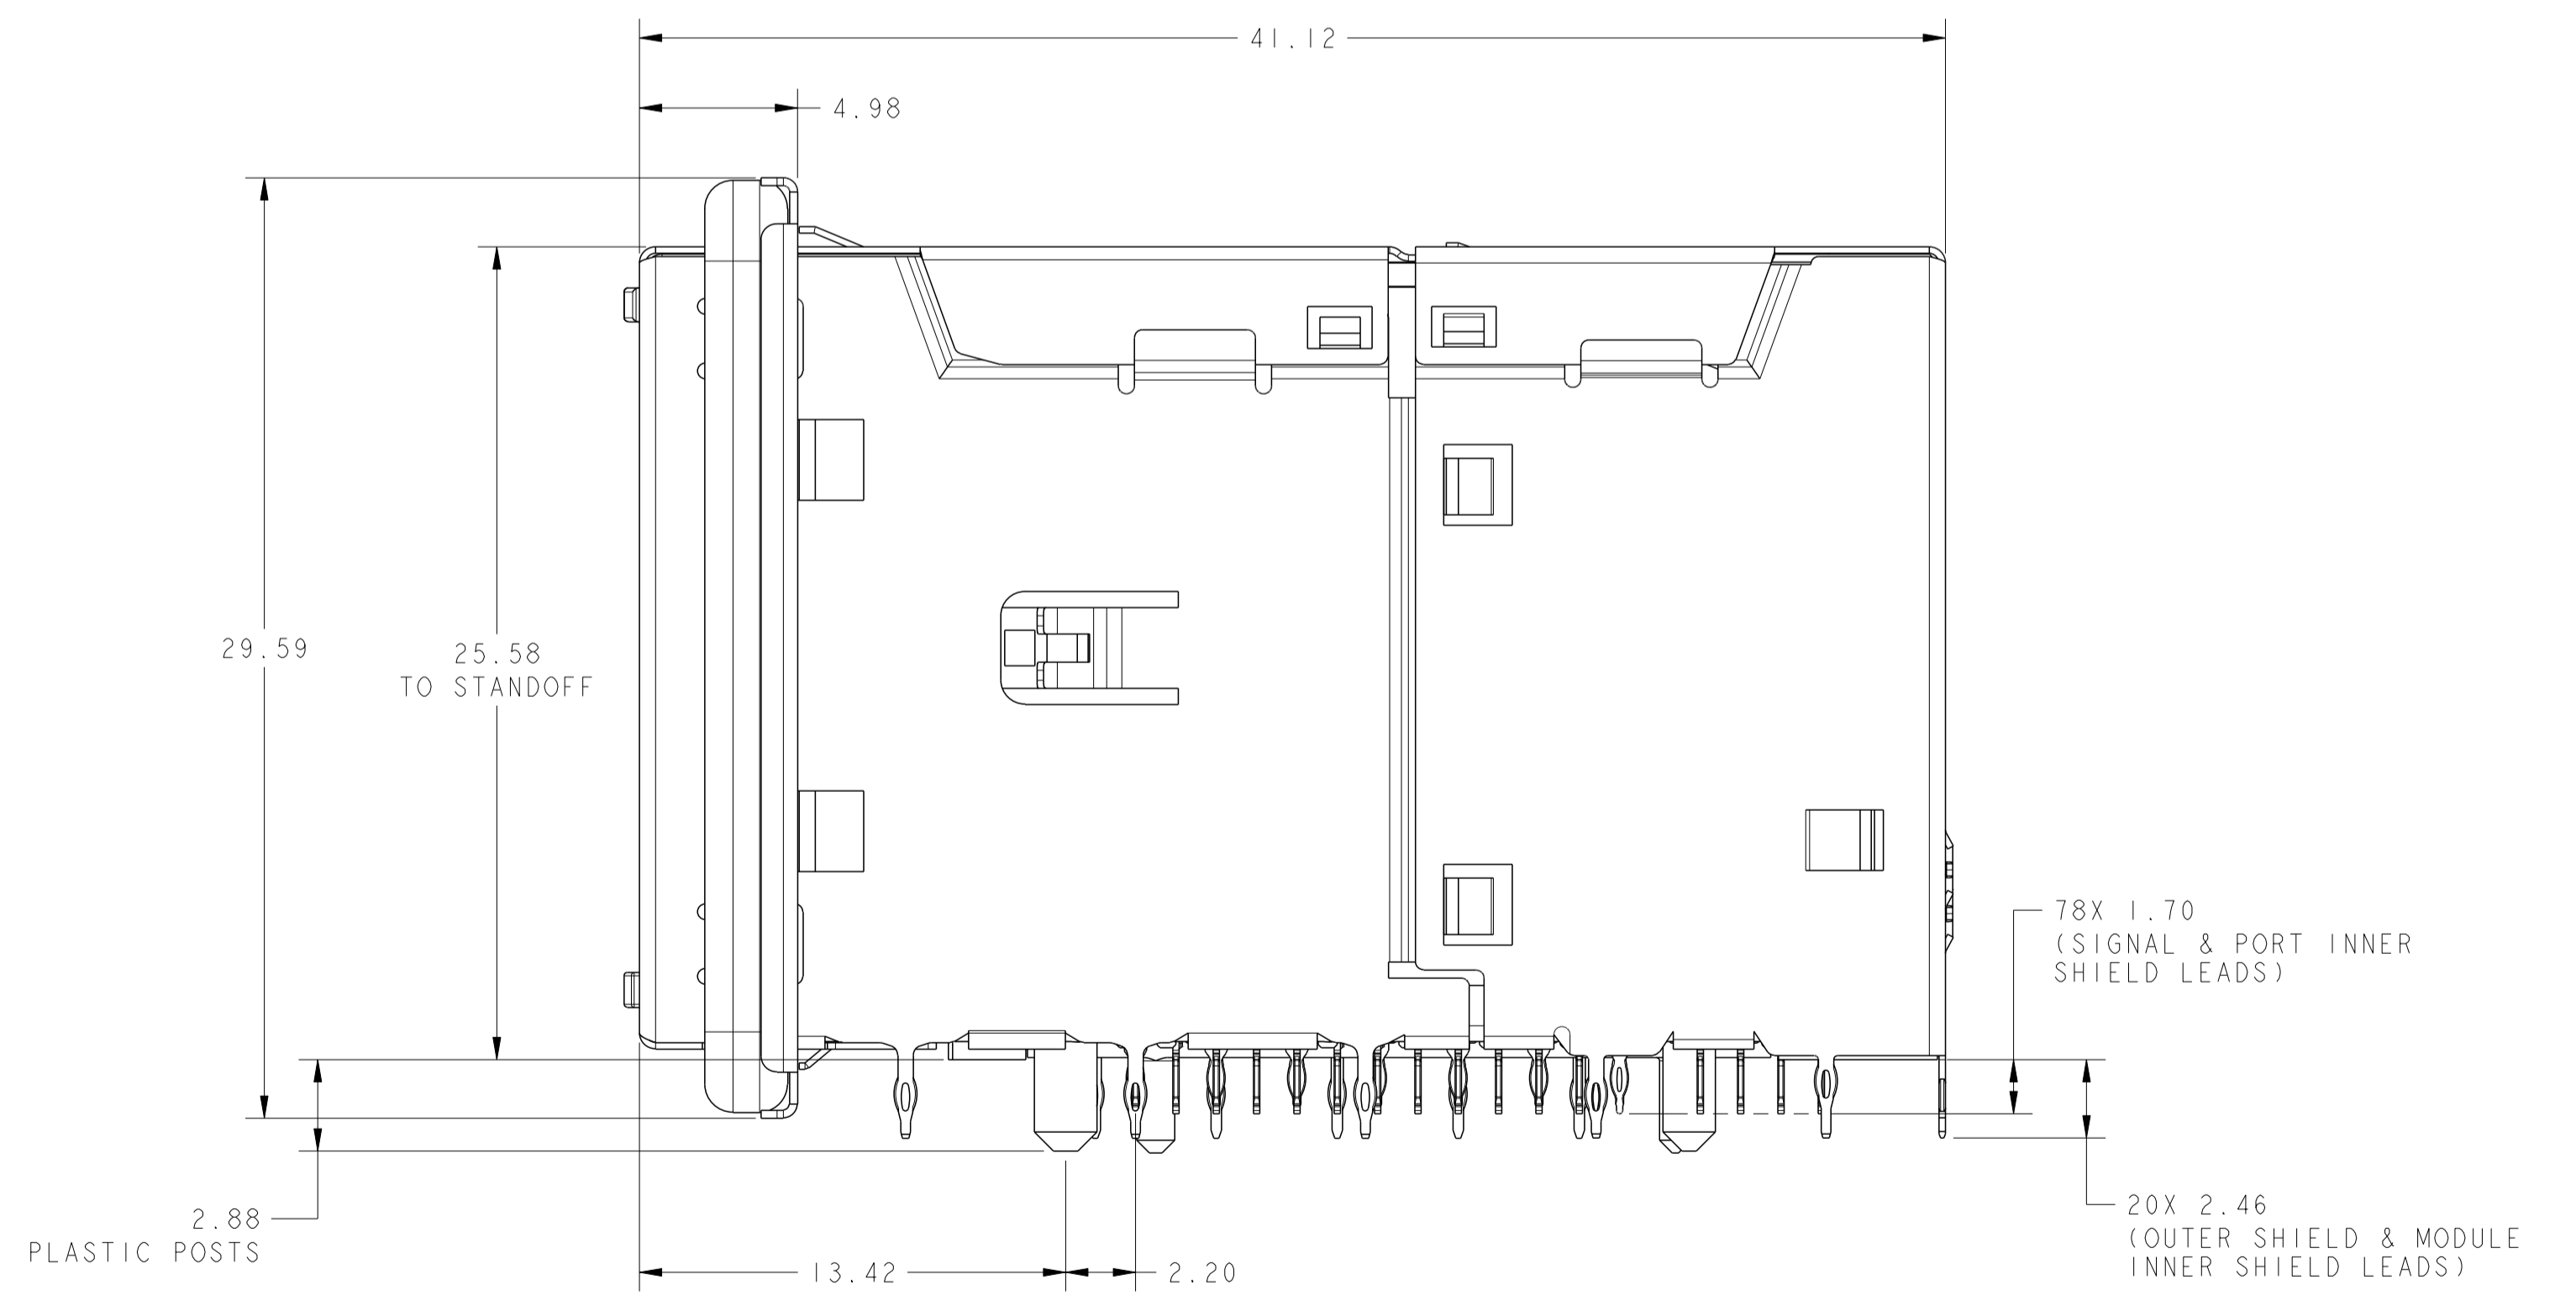 41.12
4.98
29.59
25.58
TO STANDOFF
78X 1.70
(SIGNAL & PORT INNER
SHIELD LEADS)
2.88
PLASTIC POSTS
20X 2.46
(OUTER SHIELD & MODULE
INNER SHIELD LEADS)
13.42
2.20